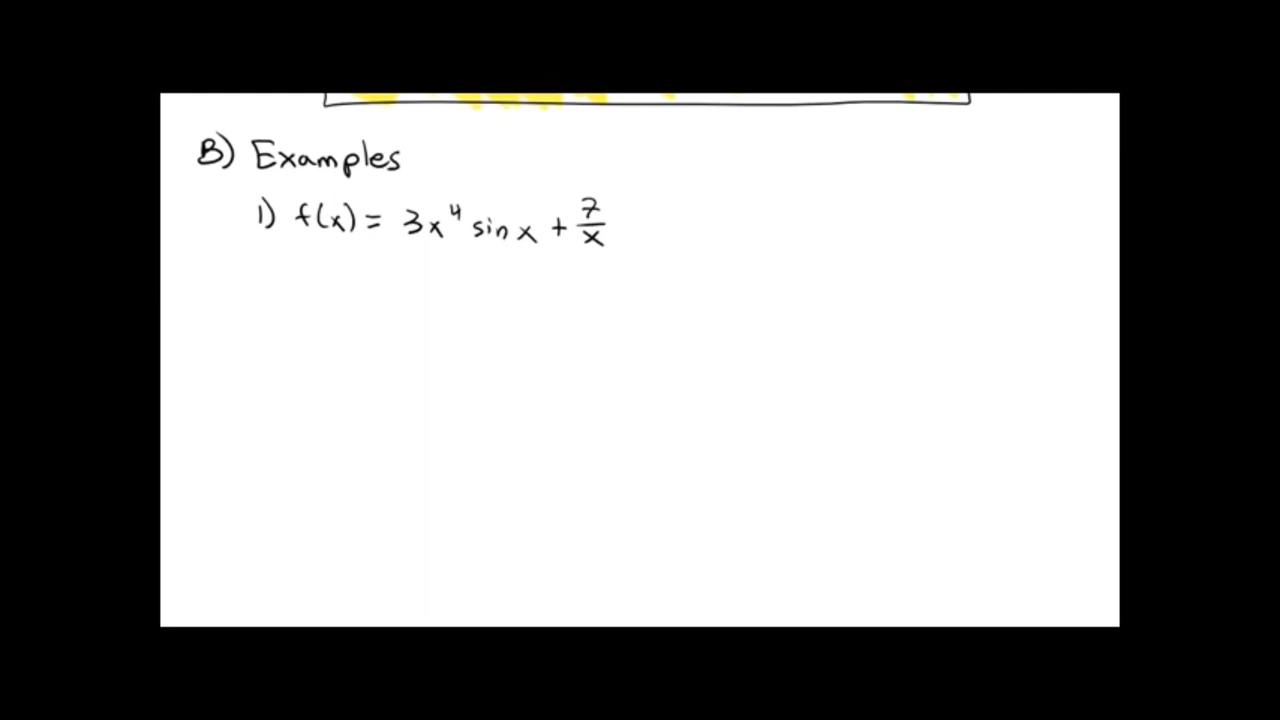 B) Examples
1) f(x) = 3x⁴ sin x + 7/x